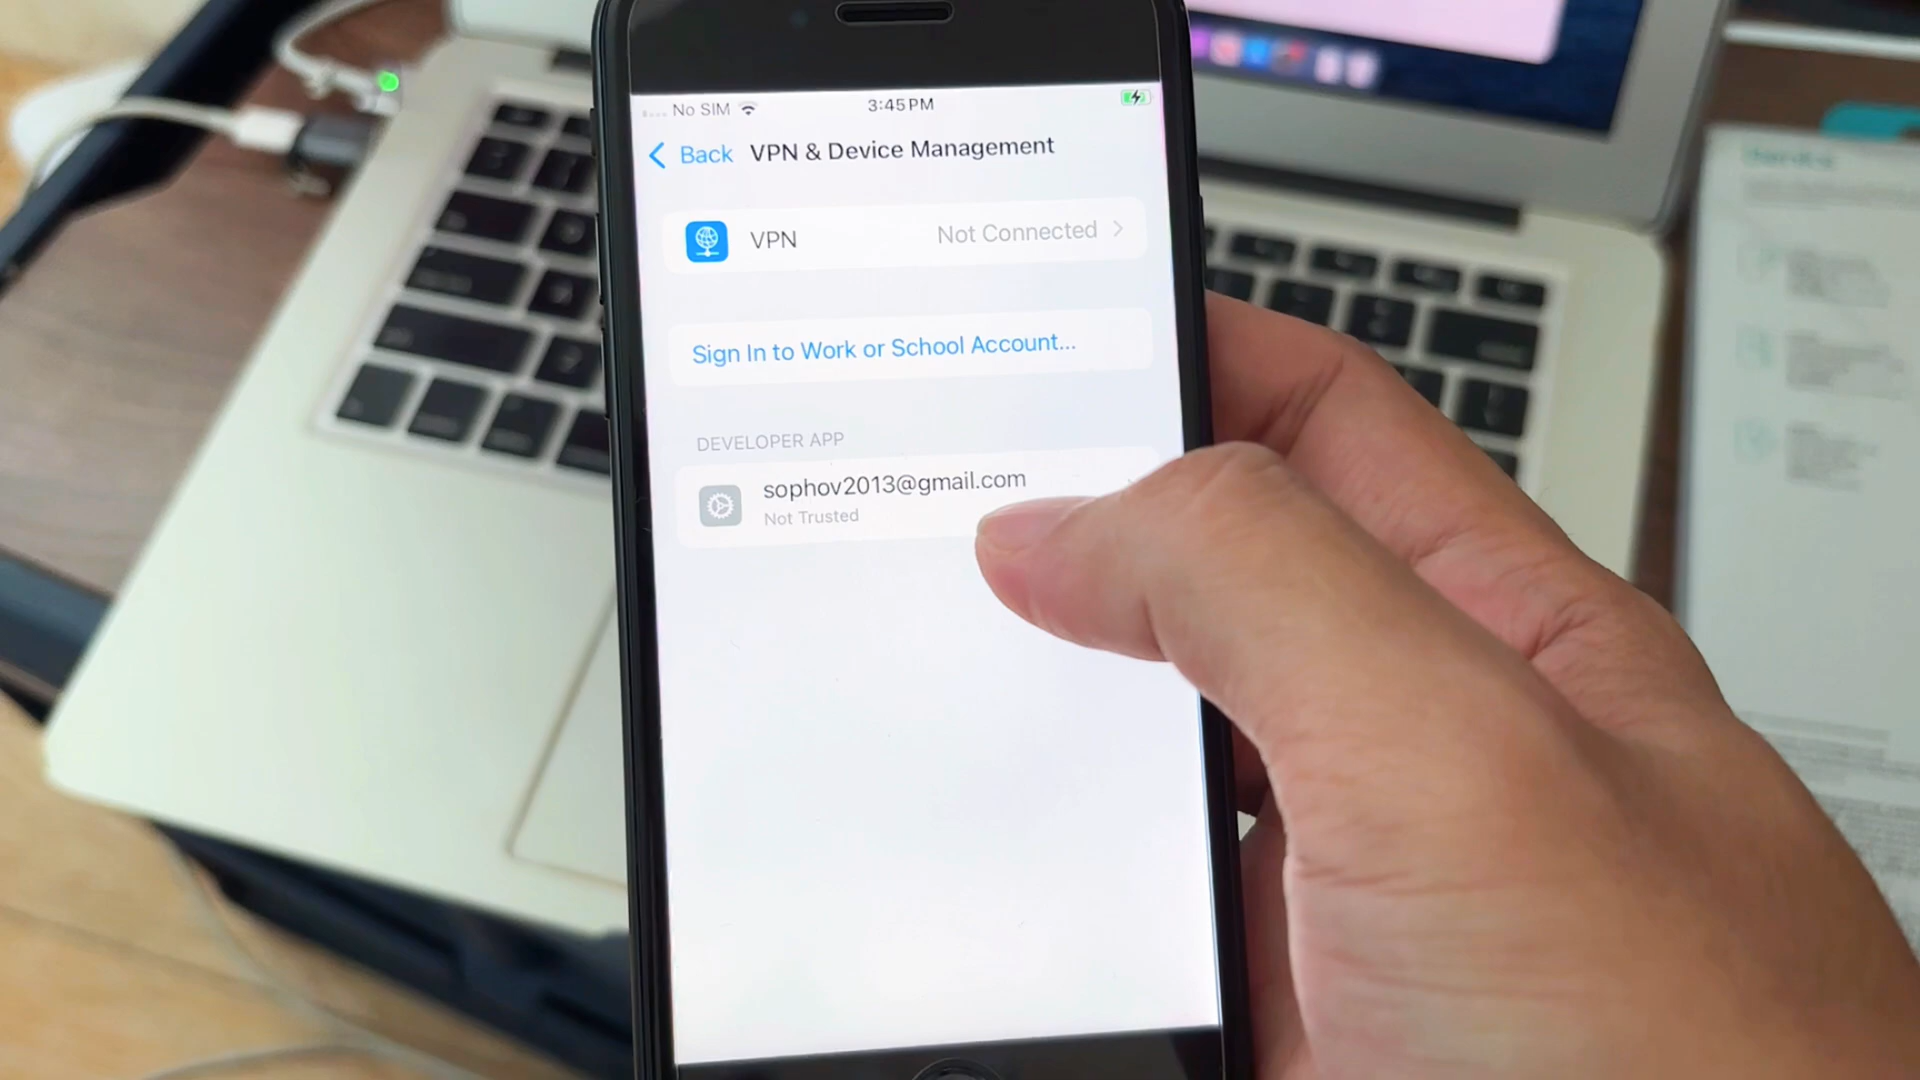 No SIM 3:45 PM
Back VPN & Device Management
VPN Not Connected
Sign In to Work or School Account...
DEVELOPER APP
sophov2013@gmail.com
Not Trusted